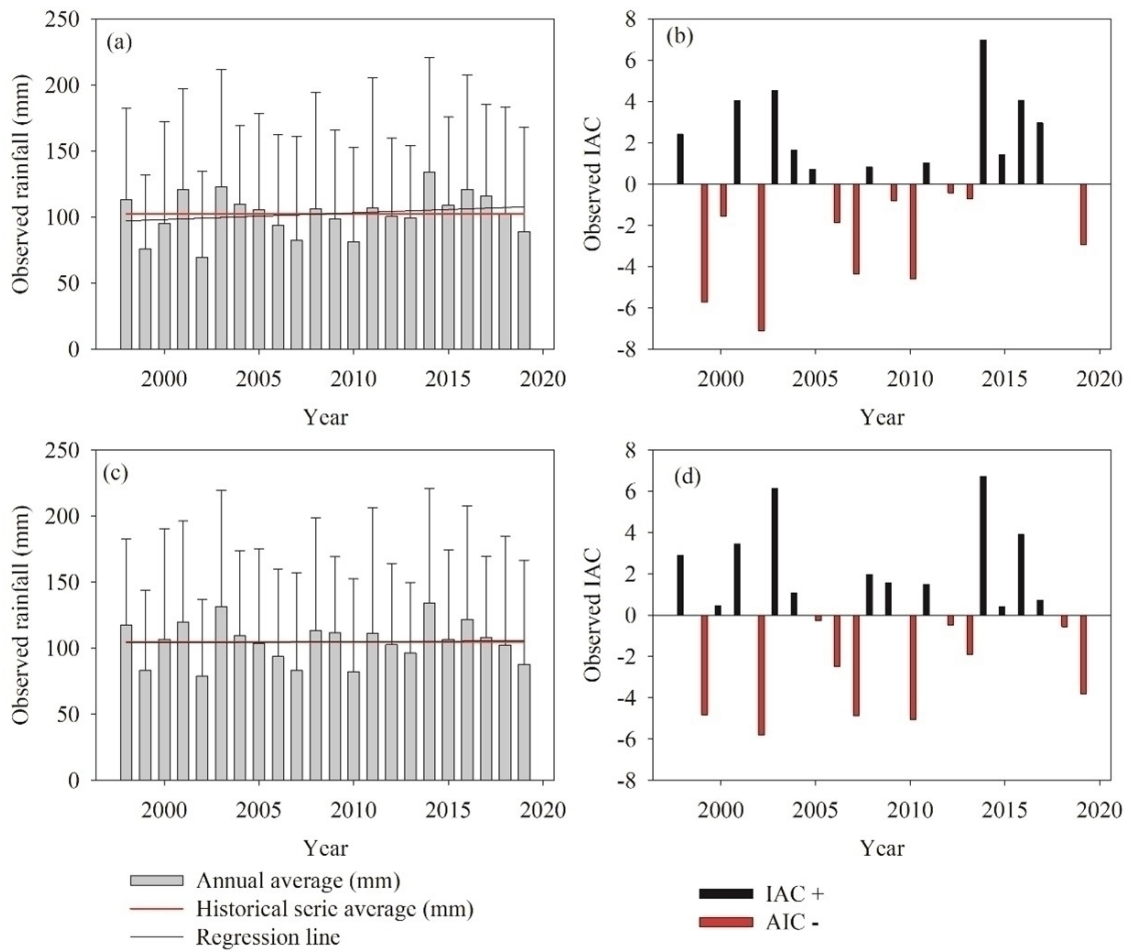 (a)
250
200
150
100
50
0
Observed rainfall (mm)
2000 2005 2010 2015 2020
Year
(b)
8
6
4
2
0
-2
-4
-6
-8
Observed IAC
2000 2005 2010 2015 2020
Year
(c)
250
200
150
100
50
0
Observed rainfall (mm)
2000 2005 2010 2015 2020
Year
(d)
8
6
4
2
0
-2
-4
-6
-8
Observed IAC
2000 2005 2010 2015 2020
Year
Annual average (mm)
Historical serie average (mm)
Regression line
IAC +
AIC -